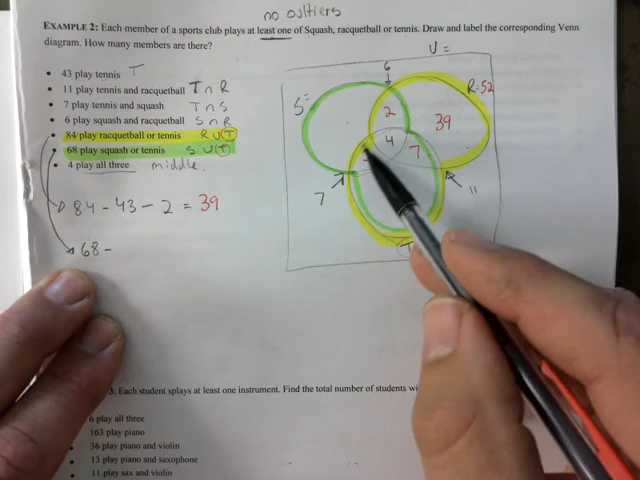 no outliers
EXAMPLE 2: Each member of a sports club plays at least one of Squash, racquetball or tennis. Draw and label the corresponding Venn
diagram. How many members are there?
U =
43 play tennis T
11 play tennis and racquetball T ∩ R
7 play tennis and squash T ∩ S
6 play squash and racquetball S ∩ R
84 play racquetball or tennis R ∪ T
68 play squash or tennis S ∪ T
4 play all three middle.
84 - 43 - 2 = 39
68 -
6
S=
R=52
2
39
4
7
7
11
T
3: Each student splays at least one instrument. Find the total number of students wi
6 play all three
163 play piano
36 play piano and violin
13 play piano and saxophone
11 play sax and violin